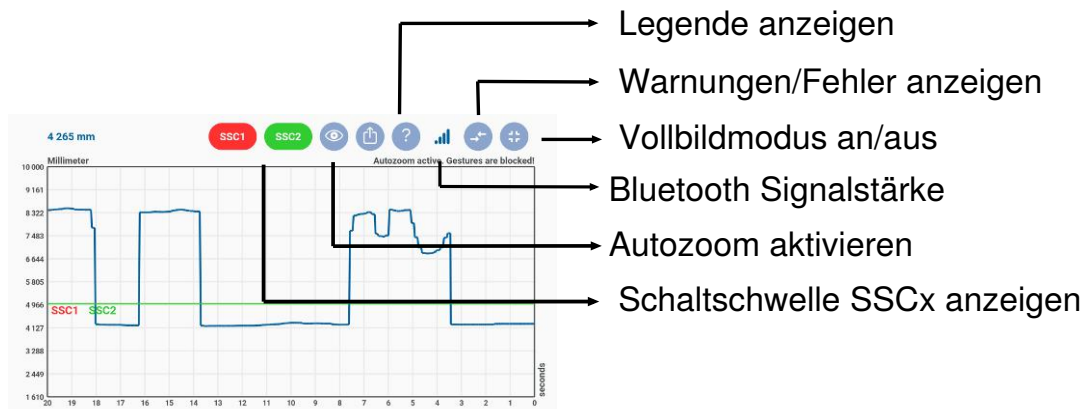 Legende anzeigen
Warnungen/Fehler anzeigen
4 265 mm
SSC1
SSC2
?
Vollbildmodus an/aus
Millimeter
Autozoom active. Gestures are blocked!
Bluetooth Signalstärke
Autozoom aktivieren
Schaltschwelle SSCx anzeigen
10 000
9 161
8 322
7 483
6 644
5 805
4 966
SSC1 SSC2
4 127
3 288
2 449
1 610
seconds
20 19 18 17 16 15 14 13 12 11 10 9 8 7 6 5 4 3 2 1 0